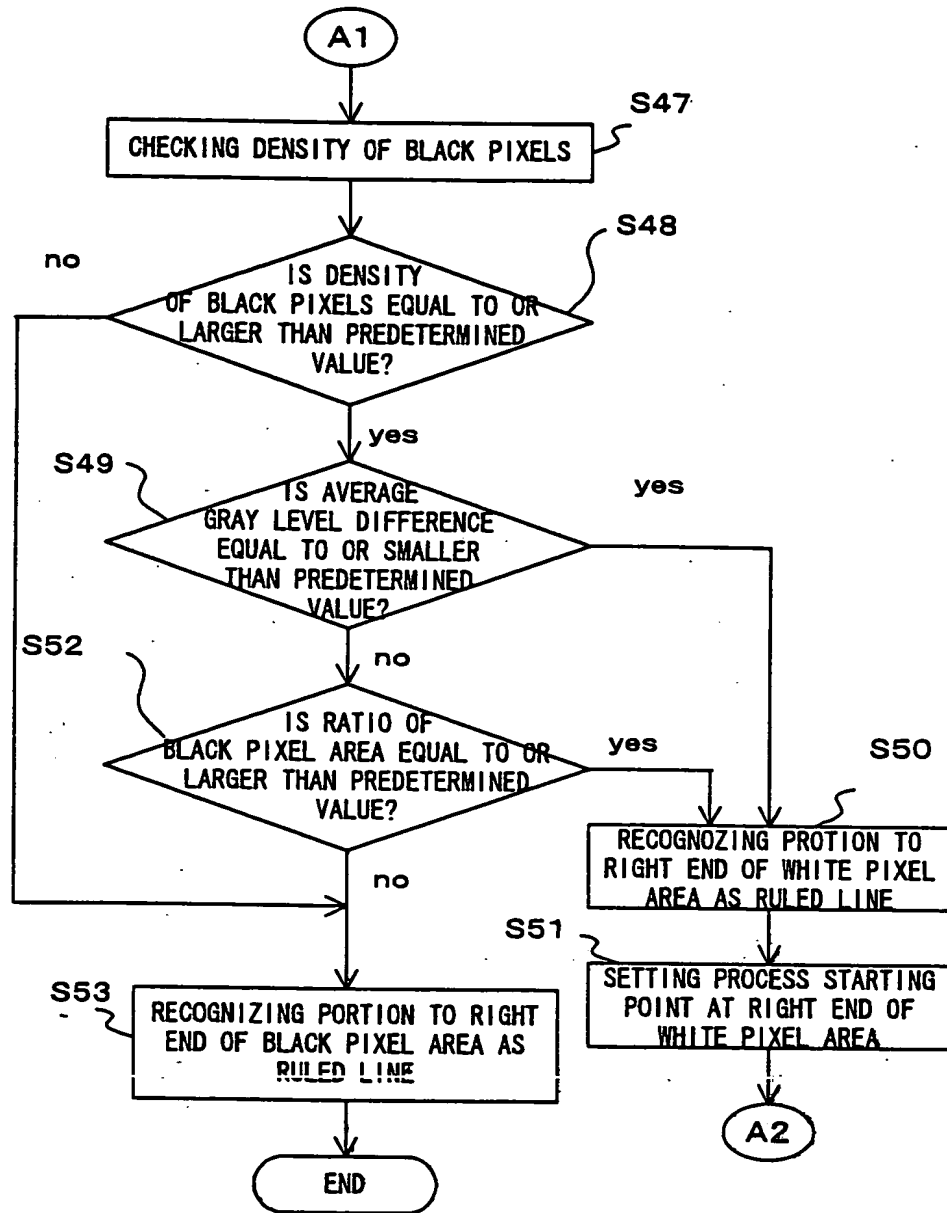 A1
S47
CHECKING DENSITY OF BLACK PIXELS
S48
no
IS DENSITY
OF BLACK PIXELS EQUAL TO OR
LARGER THAN PREDETERMINED
VALUE?
yes
S49
yes
IS AVERAGE
GRAY LEVEL DIFFERENCE
EQUAL TO OR SMALLER
THAN PREDETERMINED
VALUE?
S52
no
IS RATIO OF
BLACK PIXEL AREA EQUAL TO OR
LARGER THAN PREDETERMINED
VALUE?
yes
S50
RECOGNOZING PROTION TO
RIGHT END OF WHITE PIXEL
AREA AS RULED LINE
no
S51
SETTING PROCESS STARTING
POINT AT RIGHT END OF
WHITE PIXEL AREA
S53
RECOGNIZING PORTION TO RIGHT
END OF BLACK PIXEL AREA AS
RULED LINE
A2
END